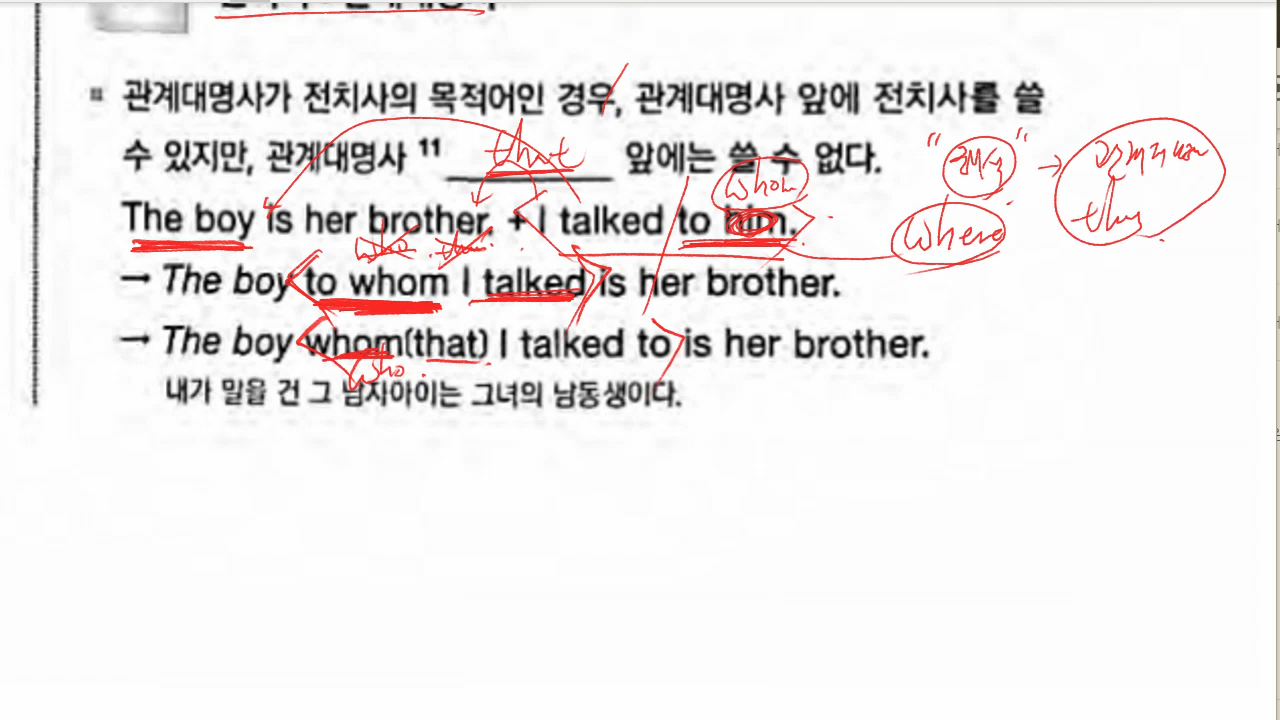 관계대명사가 전치사의 목적어인 경우, 관계대명사 앞에 전치사를 쓸
수 있지만, 관계대명사 11 that 앞에는 쓸 수 없다.
whom
The boy is her brother. + I talked to him.
where
who that
→ The boy to whom I talked is her brother.
→ The boy whom(that) I talked to is her brother.
who
내가 말을 건 그 남자아이는 그녀의 남동생이다.